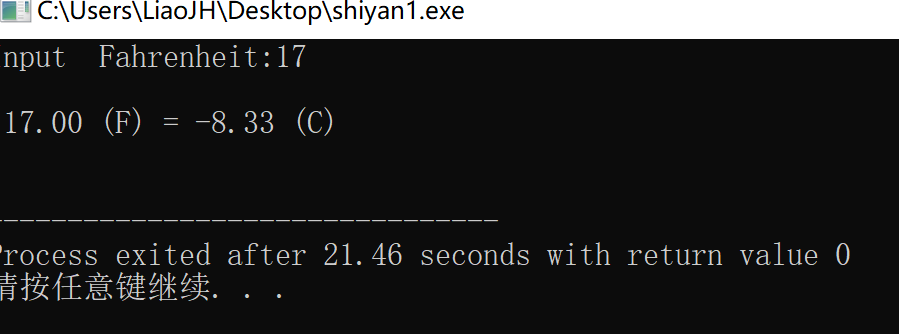 C:\Users\LiaoJH\Desktop\shiyan1.exe
nput  Fahrenheit:17
17.00 (F) = -8.33 (C)
--------------------------------
Process exited after 21.46 seconds with return value 0
请按任意键继续. . .